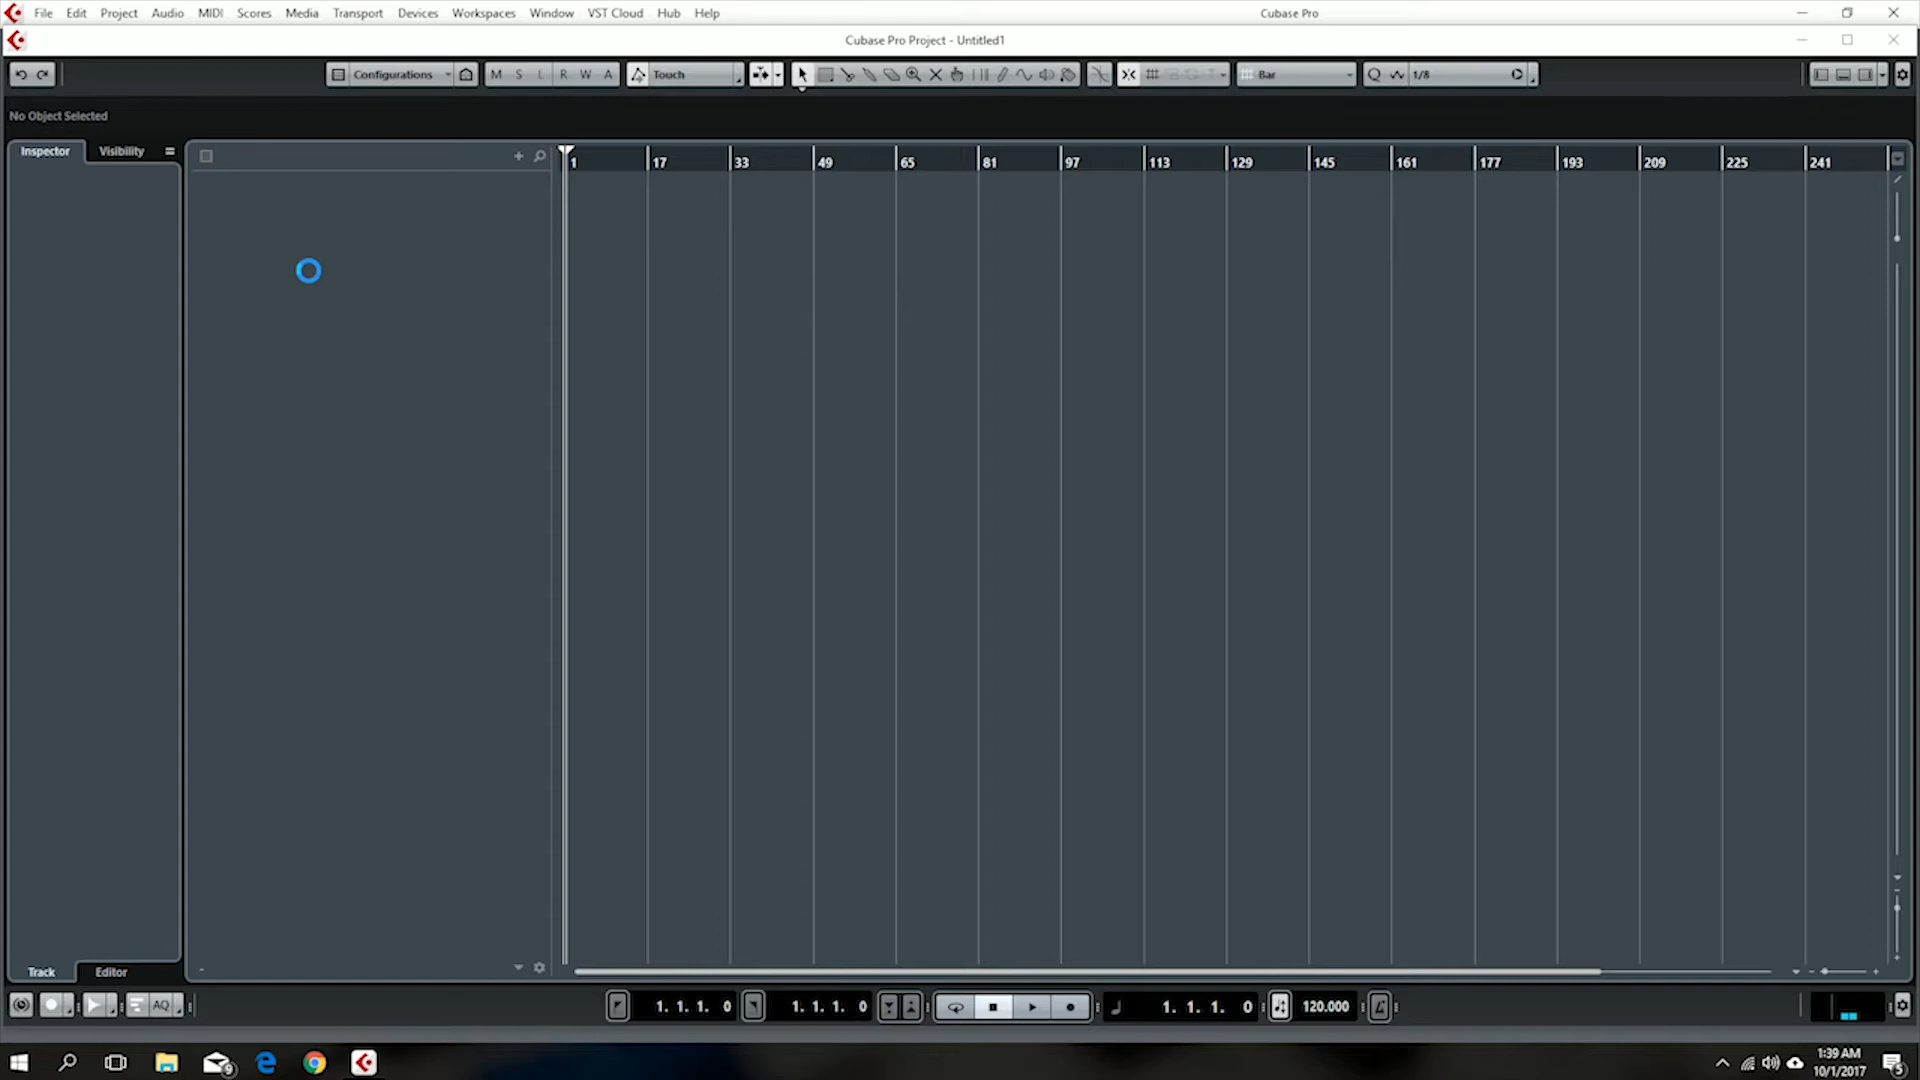 File Edit Project Audio MIDI Scores Media Transport Devices Workspaces Window VST Cloud Hub Help Cubase Pro
Cubase Pro Project - Untitled1
Configurations M S L R W A Touch Bar Q 1/8
No Object Selected
Inspector Visibility
1 17 33 49 65 81 97 113 129 145 161 177 193 209 225 241
Track Editor
AQ 1. 1. 1. 0 1. 1. 1. 0 1. 1. 1. 0 120.000
9 1:39 AM
10/1/2017 5